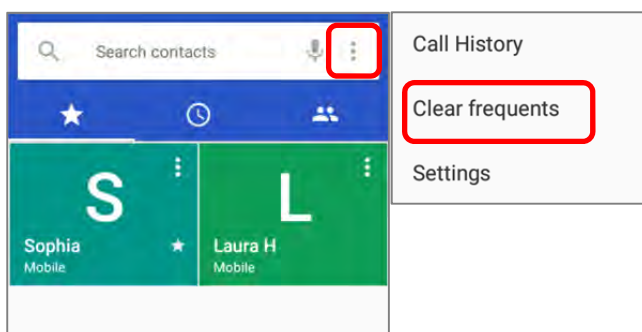 Search contacts
S
L
Sophia
Mobile
Laura H
Mobile
Call History
Clear frequents
Settings